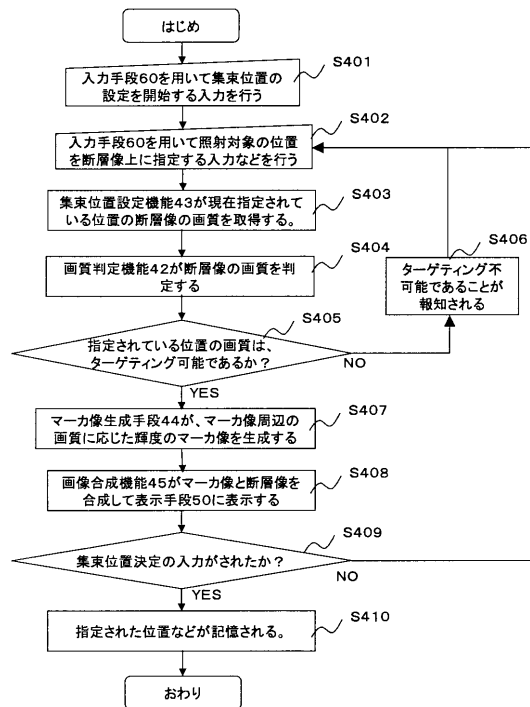 はじめ
S401
入力手段60を用いて集束位置の
設定を開始する入力を行う
S402
入力手段60を用いて照射対象の位置
を断層像上に指定する入力などを行う
S403
集束位置設定機能43が現在指定されて
いる位置の断層像の画質を取得する。
S404
画質判定機能42が断層像の画質を判
定する
S405
指定されている位置の画質は、
ターゲティング可能であるか？
NO
YES
S406
ターゲティング不
可能であることが
報知される
S407
マーカ像生成手段44が、マーカ像周辺の
画質に応じた輝度のマーカ像を生成する
S408
画像合成機能45がマーカ像と断層像を
合成して表示手段50に表示する
S409
集束位置決定の入力がされたか？
NO
YES
S410
指定された位置などが記憶される。
おわり